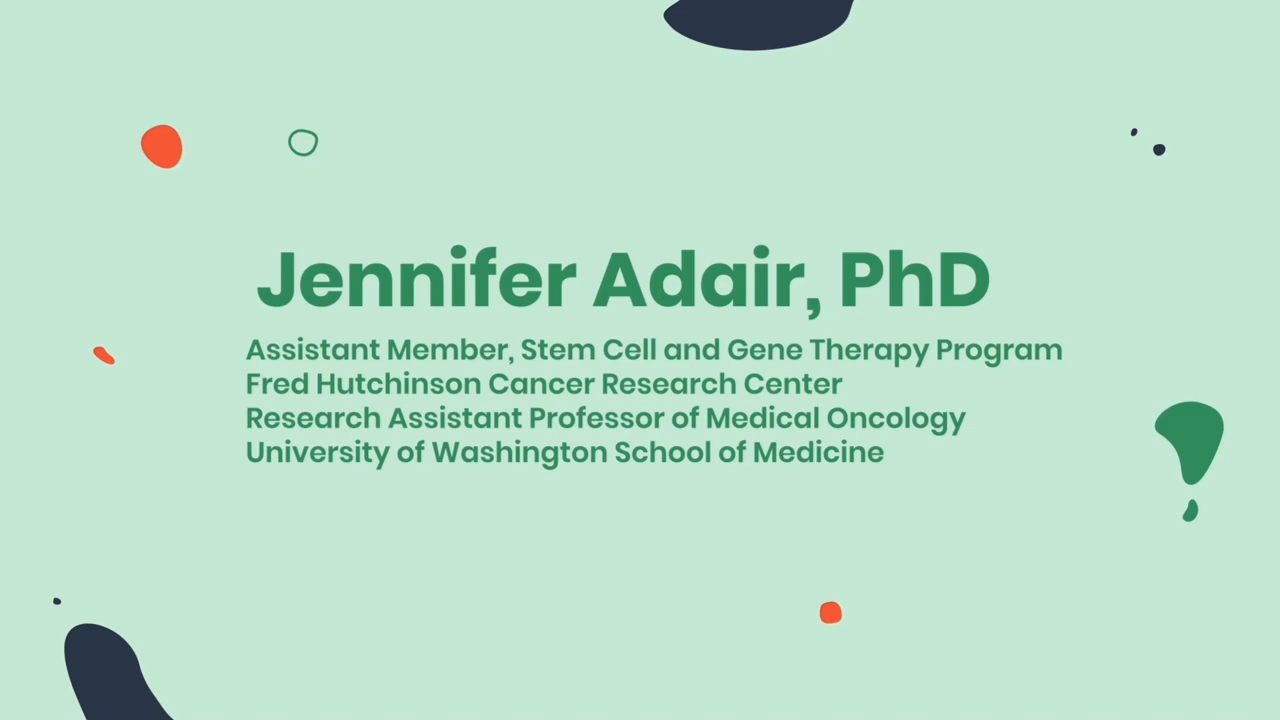 Jennifer Adair, PhD
Assistant Member, Stem Cell and Gene Therapy Program
Fred Hutchinson Cancer Research Center
Research Assistant Professor of Medical Oncology
University of Washington School of Medicine